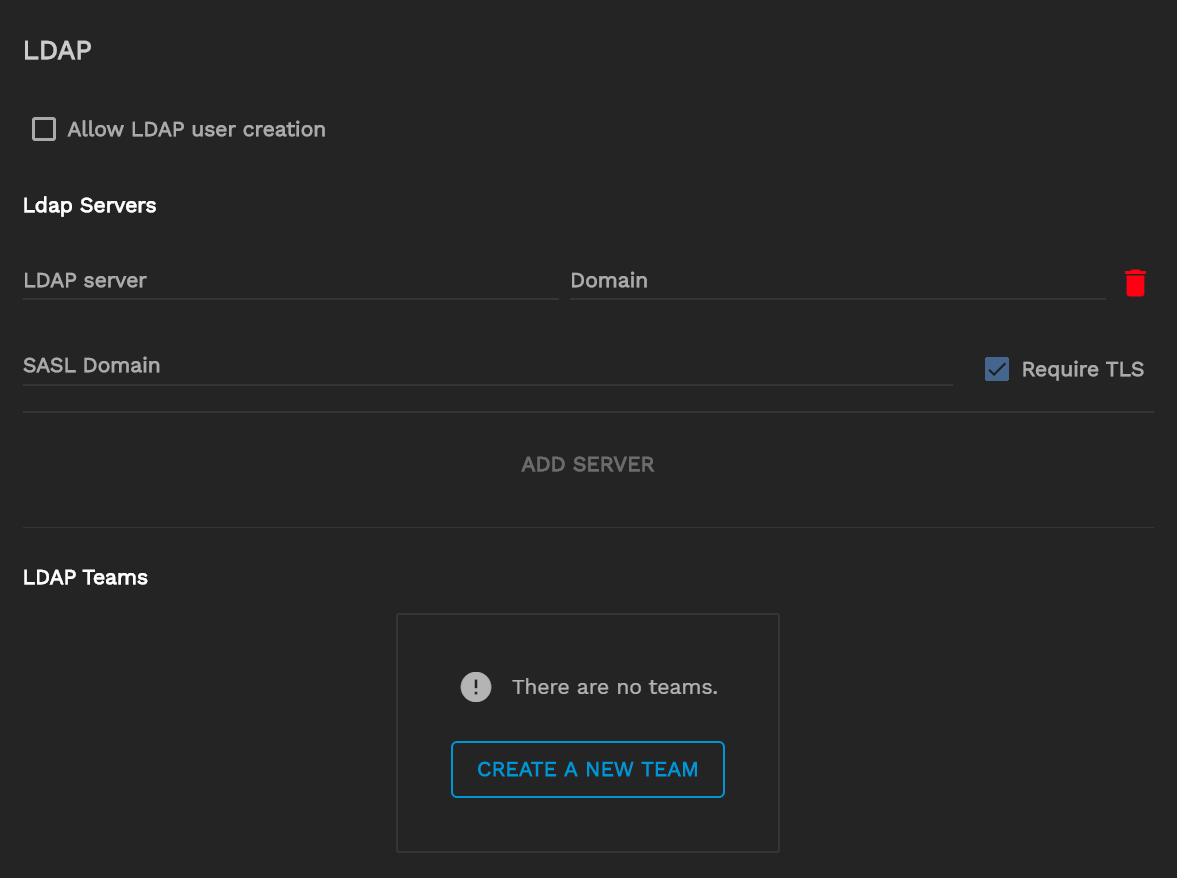 LDAP
Allow LDAP user creation
Ldap Servers
LDAP server
Domain
SASL Domain
Require TLS
ADD SERVER
LDAP Teams
There are no teams.
CREATE A NEW TEAM